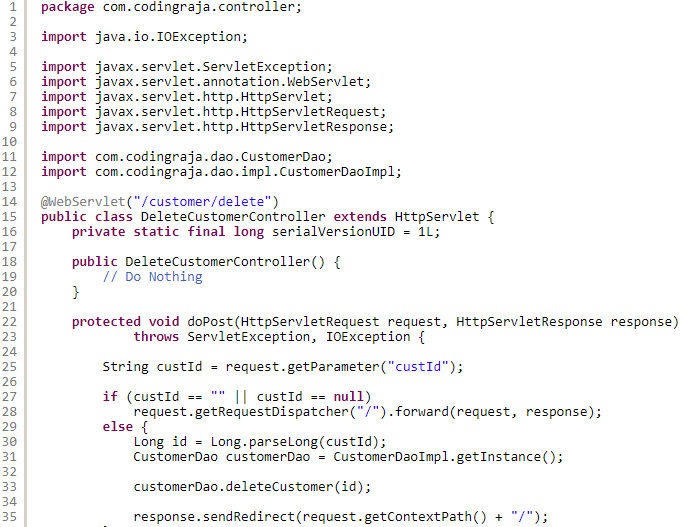 1 package com.codingraja.controller;
2
3 import java.io.IOException;
4
5 import javax.servlet.ServletException;
6 import javax.servlet.annotation.WebServlet;
7 import javax.servlet.http.HttpServlet;
8 import javax.servlet.http.HttpServletRequest;
9 import javax.servlet.http.HttpServletResponse;
10
11 import com.codingraja.dao.CustomerDao;
12 import com.codingraja.dao.impl.CustomerDaoImpl;
13
14 @WebServlet("/customer/delete")
15 public class DeleteCustomerController extends HttpServlet {
16     private static final long serialVersionUID = 1L;
17
18     public DeleteCustomerController() {
19         // Do Nothing
20     }
21
22     protected void doPost(HttpServletRequest request, HttpServletResponse response)
23             throws ServletException, IOException {
24
25         String custId = request.getParameter("custId");
26
27         if (custId == "" || custId == null)
28             request.getRequestDispatcher("/").forward(request, response);
29         else {
30             Long id = Long.parseLong(custId);
31             CustomerDao customerDao = CustomerDaoImpl.getInstance();
32
33             customerDao.deleteCustomer(id);
34
35             response.sendRedirect(request.getContextPath() + "/");